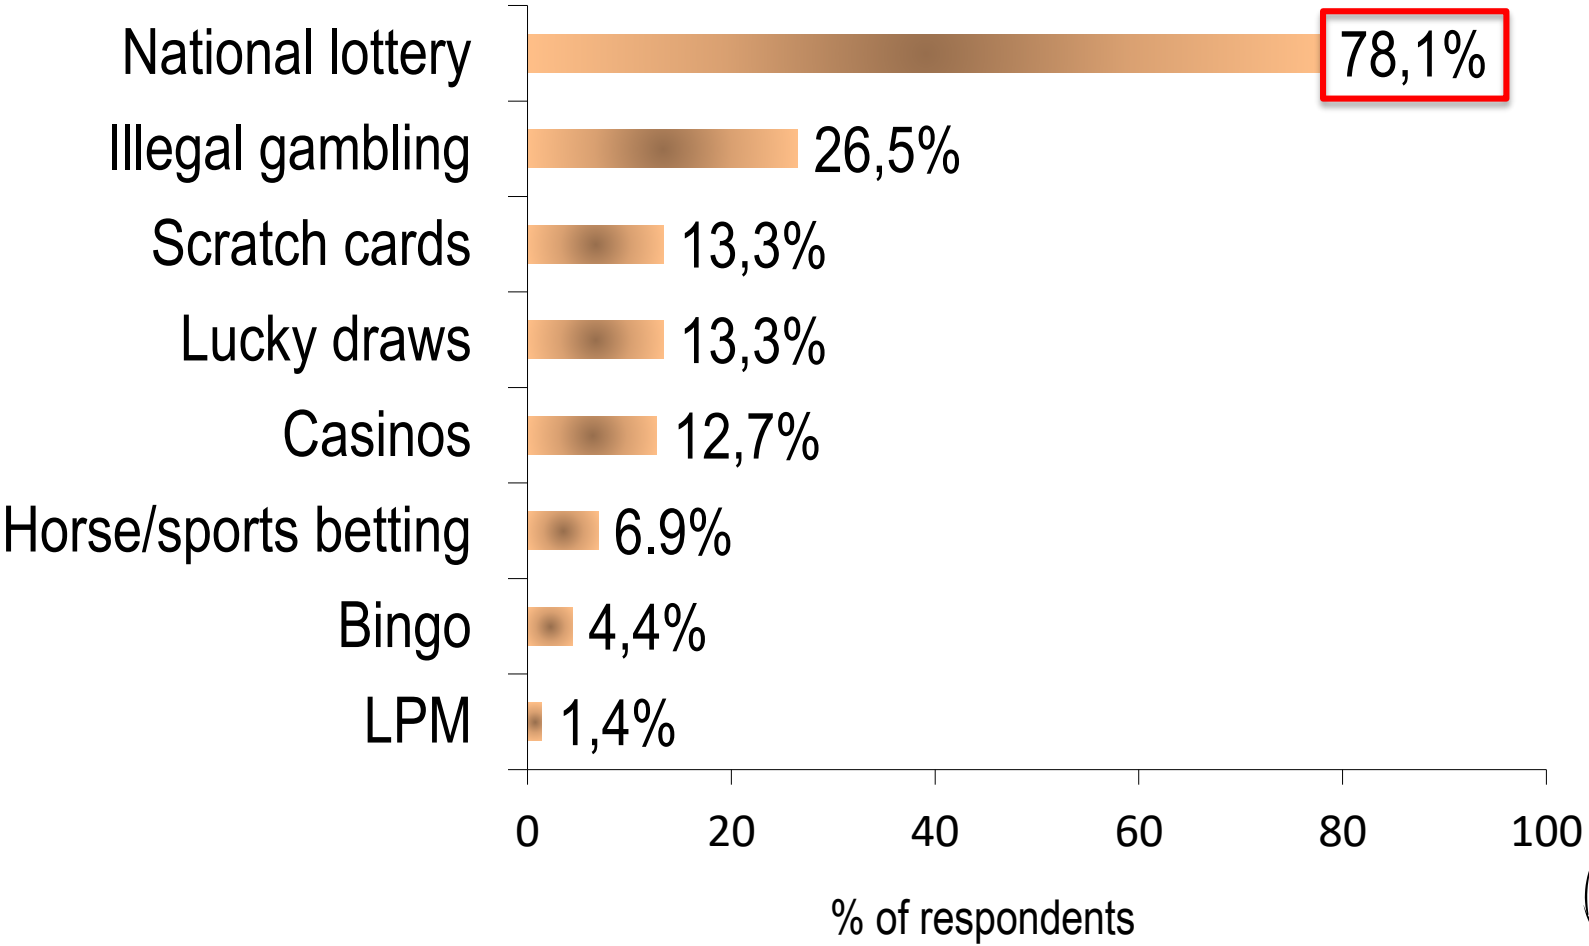 National lottery 78,1%
Illegal gambling 26,5%
Scratch cards 13,3%
Lucky draws 13,3%
Casinos 12,7%
Horse/sports betting 6.9%
Bingo 4,4%
LPM 1,4%
0 20 40 60 80 100
% of respondents